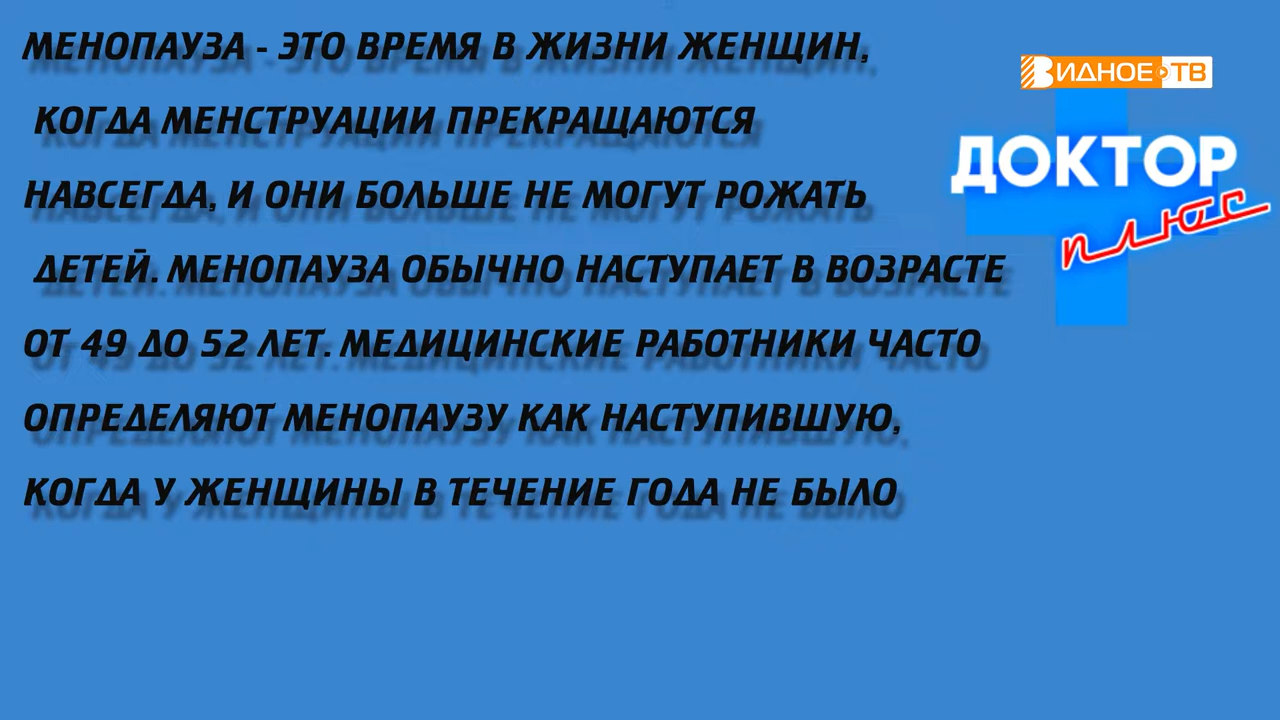 МЕНОПАУЗА - ЭТО ВРЕМЯ В ЖИЗНИ ЖЕНЩИН,
КОГДА МЕНСТРУАЦИИ ПРЕКРАЩАЮТСЯ
НАВСЕГДА, И ОНИ БОЛЬШЕ НЕ МОГУТ РОЖАТЬ
ДЕТЕЙ. МЕНОПАУЗА ОБЫЧНО НАСТУПАЕТ В ВОЗРАСТЕ
ОТ 49 ДО 52 ЛЕТ. МЕДИЦИНСКИЕ РАБОТНИКИ ЧАСТО
ОПРЕДЕЛЯЮТ МЕНОПАУЗУ КАК НАСТУПИВШУЮ,
КОГДА У ЖЕНЩИНЫ В ТЕЧЕНИЕ ГОДА НЕ БЫЛО
ВИДНОЕ ТВ
ДОКТОР
плюс